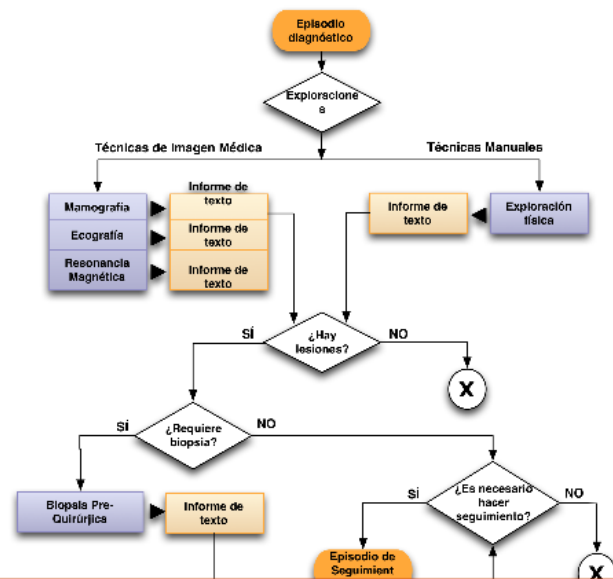 Episodio
diagnóstico
Exploracione
s
Técnicas de Imagen Médica
Técnicas Manuales
Mamografía
Informe de
texto
Ecografía
Informe de
texto
Resonancia
Magnética
Informe de
texto
Informe de
texto
Exploración
física
¿Hay
lesiones?
SÍ
NO
X
¿Requiere
biopsia?
SÍ
NO
Biopsia Pre-
Quirúrjica
Informe de
texto
¿Es necesario
hacer
seguimiento?
SÍ
NO
Episodio de
Seguimient
X